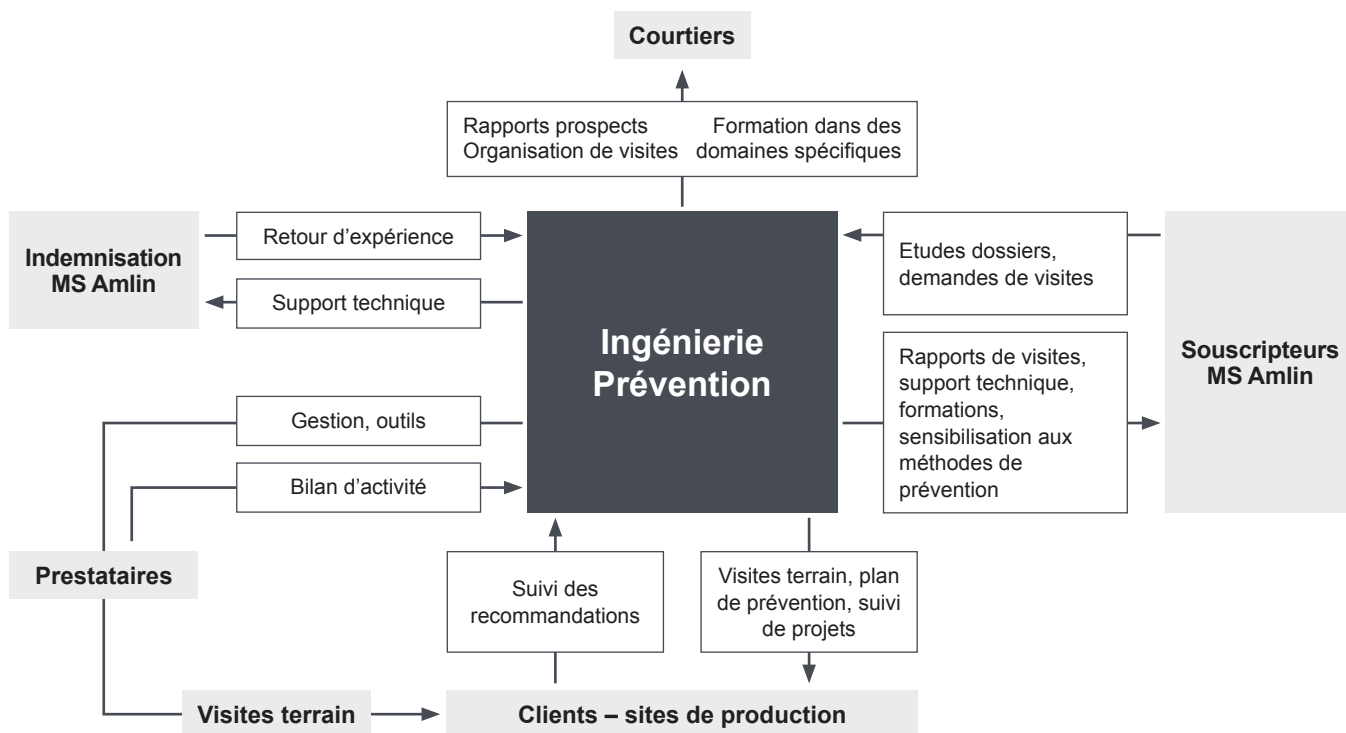 Courtiers
Rapports prospects
Organisation de visites
Formation dans des
domaines spécifiques
Indemnisation
MS Amlin
Retour d’expérience
Support technique
Ingénierie
Prévention
Etudes dossiers,
demandes de visites
Rapports de visites,
support technique,
formations,
sensibilisation aux
méthodes de
prévention
Souscripteurs
MS Amlin
Gestion, outils
Bilan d’activité
Prestataires
Suivi des
recommandations
Visites terrain, plan
de prévention, suivi
de projets
Visites terrain
Clients – sites de production